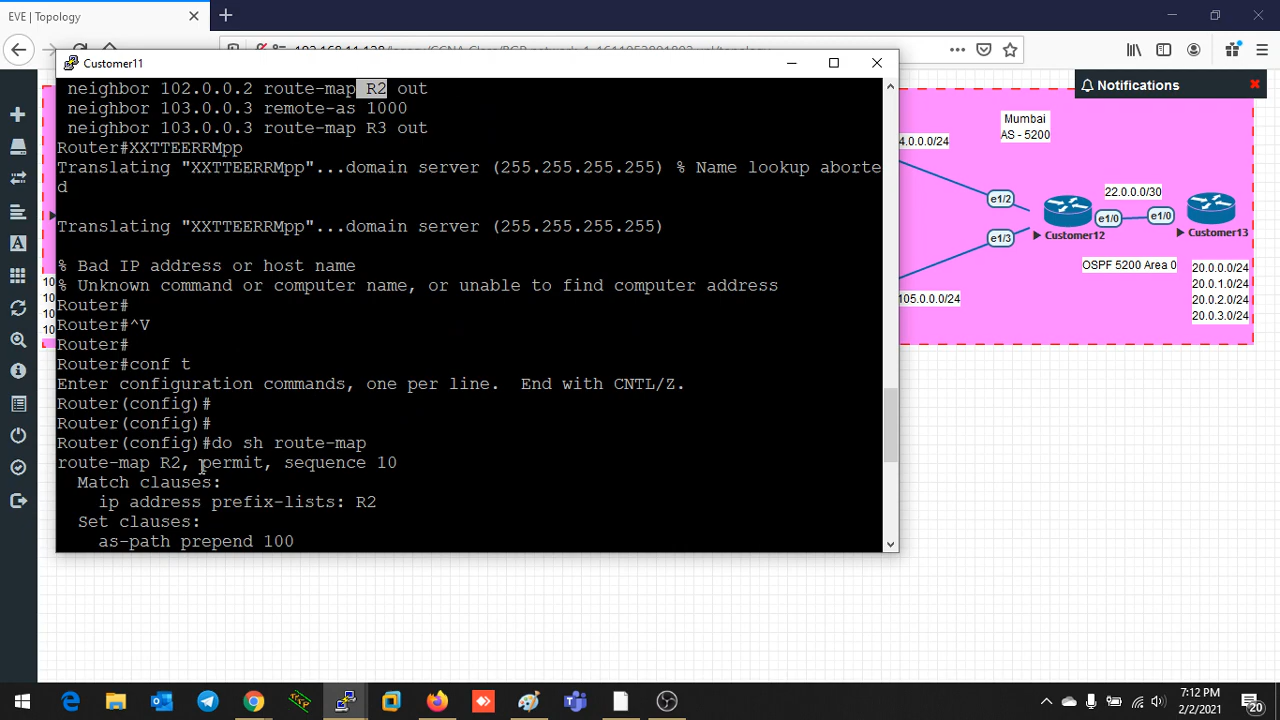 EVE | Topology
Customer11
neighbor 102.0.0.2 route-map R2 out
neighbor 103.0.0.3 remote-as 1000
neighbor 103.0.0.3 route-map R3 out
Router#XXTTEERRMpp
Translating "XXTTEERRMpp"...domain server (255.255.255.255) % Name lookup aborte
d
Translating "XXTTEERRMpp"...domain server (255.255.255.255)
% Bad IP address or host name
% Unknown command or computer name, or unable to find computer address
Router#
Router#^V
Router#
Router#conf t
Enter configuration commands, one per line.  End with CNTL/Z.
Router(config)#
Router(config)#
Router(config)#do sh route-map
route-map R2, permit, sequence 10
Match clauses:
ip address prefix-lists: R2
Set clauses:
as-path prepend 100
Notifications
Mumbai
AS - 5200
4.0.0.0/24
e1/2
22.0.0.0/30
e1/0
e1/0
e1/3
Customer12
Customer13
OSPF 5200 Area 0
20.0.0.0/24
20.0.1.0/24
20.0.2.0/24
20.0.3.0/24
105.0.0.0/24
10
10
10
10
7:12 PM
2/2/2021
20